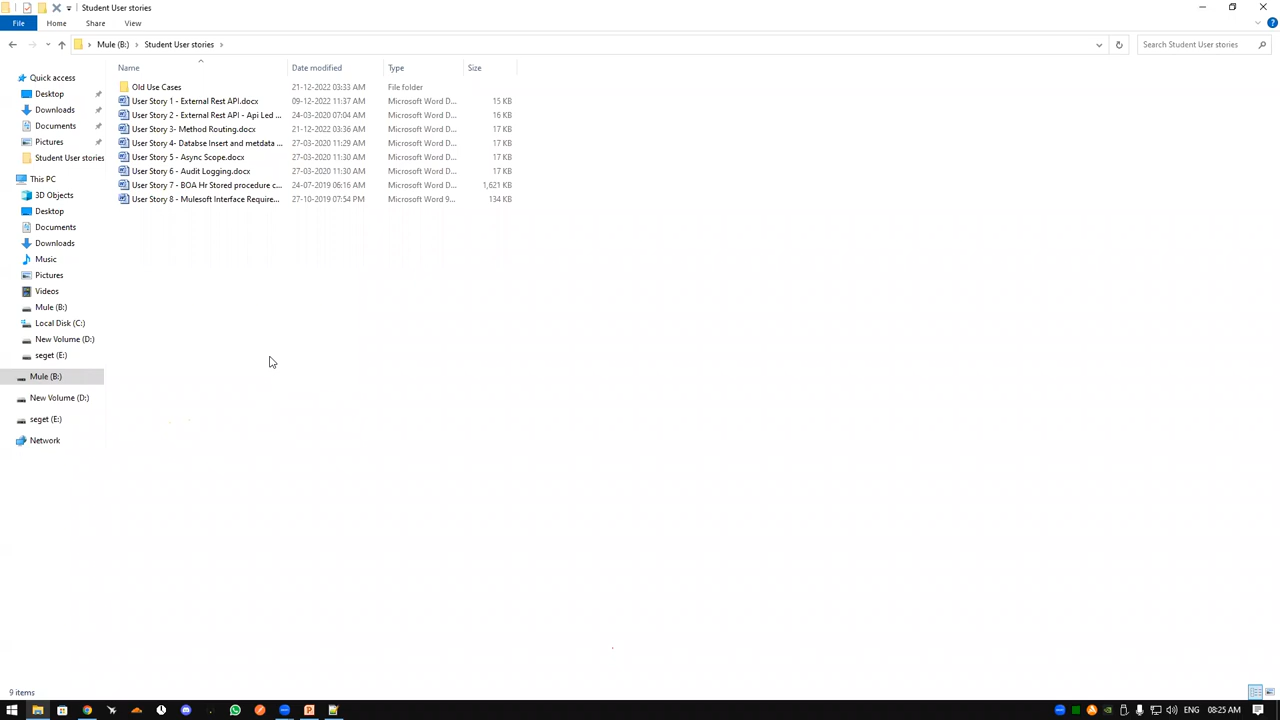 Student User stories
File Home Share View
Mule (B:) Student User stories Search Student User stories
Name Date modified Type Size
Quick access
Desktop
Downloads
Documents
Pictures
Student User stories
This PC
3D Objects
Desktop
Documents
Downloads
Music
Pictures
Videos
Mule (B:)
Local Disk (C:)
New Volume (D:)
seget (E:)
Mule (B:)
New Volume (D:)
seget (E:)
Network
Old Use Cases 21-12-2022 03:33 AM File folder
User Story 1 - External Rest API.docx 09-12-2022 11:37 AM Microsoft Word D... 15 KB
User Story 2 - External Rest API - Api Led ... 24-03-2020 07:04 AM Microsoft Word D... 16 KB
User Story 3- Method Routing.docx 21-12-2022 03:36 AM Microsoft Word D... 17 KB
User Story 4- Databse Insert and metdata ... 27-03-2020 11:29 AM Microsoft Word D... 17 KB
User Story 5 - Async Scope.docx 27-03-2020 11:30 AM Microsoft Word D... 17 KB
User Story 6 - Audit Logging.docx 27-03-2020 11:30 AM Microsoft Word D... 17 KB
User Story 7 - BOA Hr Stored procedure c... 24-07-2019 06:16 AM Microsoft Word D... 1,621 KB
User Story 8 - Mulesoft Interface Require... 27-10-2019 07:54 PM Microsoft Word 9... 134 KB
9 items
ENG 08:25 AM